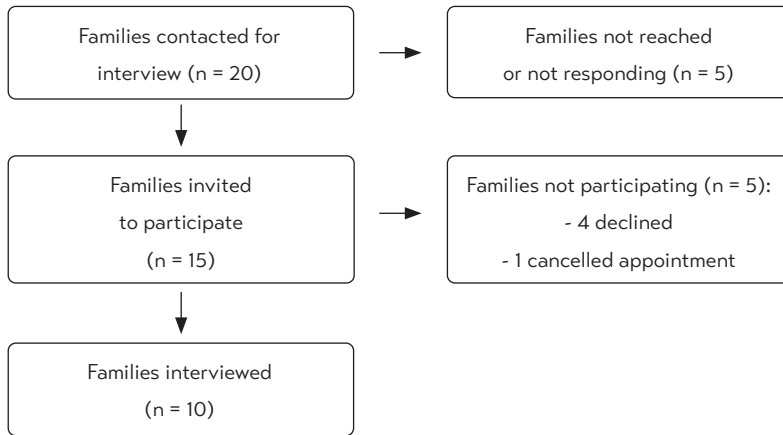 Families contacted for
interview (n = 20)
Families not reached
or not responding (n = 5)
Families invited
to participate
(n = 15)
Families not participating (n = 5):
- 4 declined
- 1 cancelled appointment
Families interviewed
(n = 10)